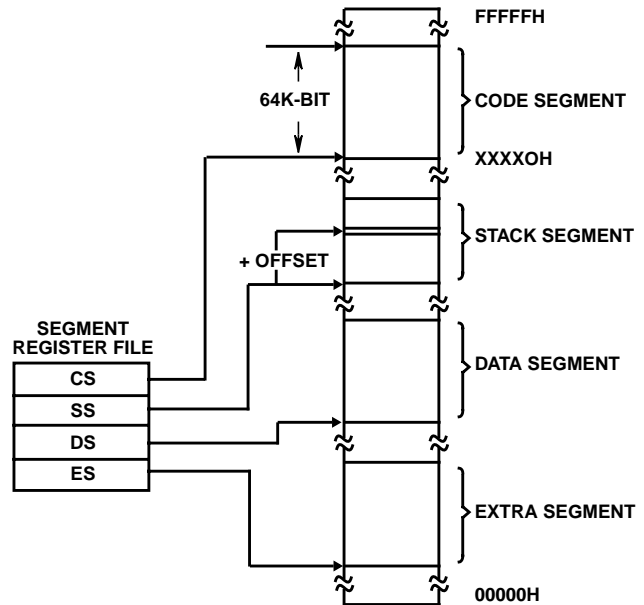 FFFFFH
64K-BIT
CODE SEGMENT
XXXXOH
STACK SEGMENT
+ OFFSET
SEGMENT
REGISTER FILE
CS
SS
DS
ES
DATA SEGMENT
EXTRA SEGMENT
00000H